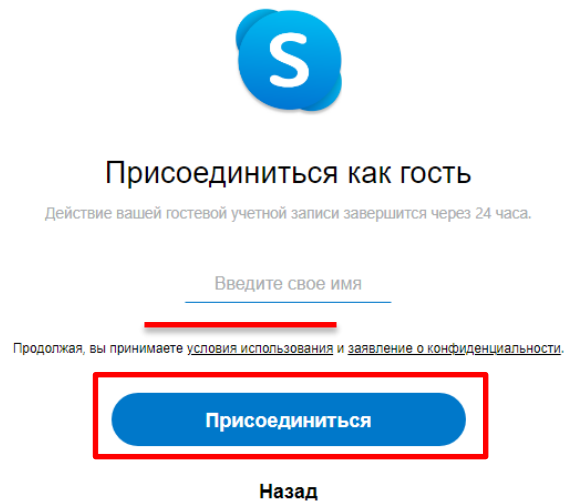 S
Присоединиться как гость
Действие вашей гостевой учетной записи завершится через 24 часа.
Введите свое имя
Продолжая, вы принимаете условия использования и заявление о конфиденциальности.
Присоединиться
Назад